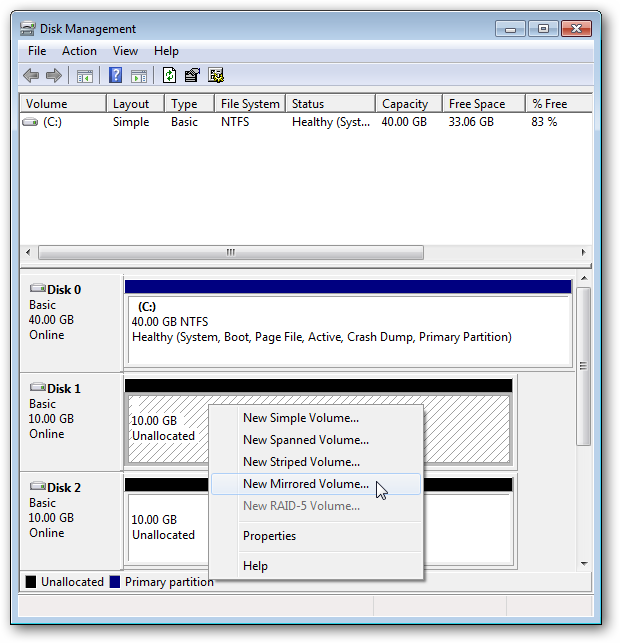 Disk Management
File Action View Help
Volume Layout Type File System Status Capacity Free Space % Free
(C:) Simple Basic NTFS Healthy (Syst... 40.00 GB 33.06 GB 83 %
Disk 0
Basic
40.00 GB
Online
(C:)
40.00 GB NTFS
Healthy (System, Boot, Page File, Active, Crash Dump, Primary Partition)
Disk 1
Basic
10.00 GB
Online
10.00 GB
Unallocated
New Simple Volume...
New Spanned Volume...
New Striped Volume...
New Mirrored Volume...
New RAID-5 Volume...
Properties
Help
Disk 2
Basic
10.00 GB
Online
10.00 GB
Unallocated
Unallocated Primary partition